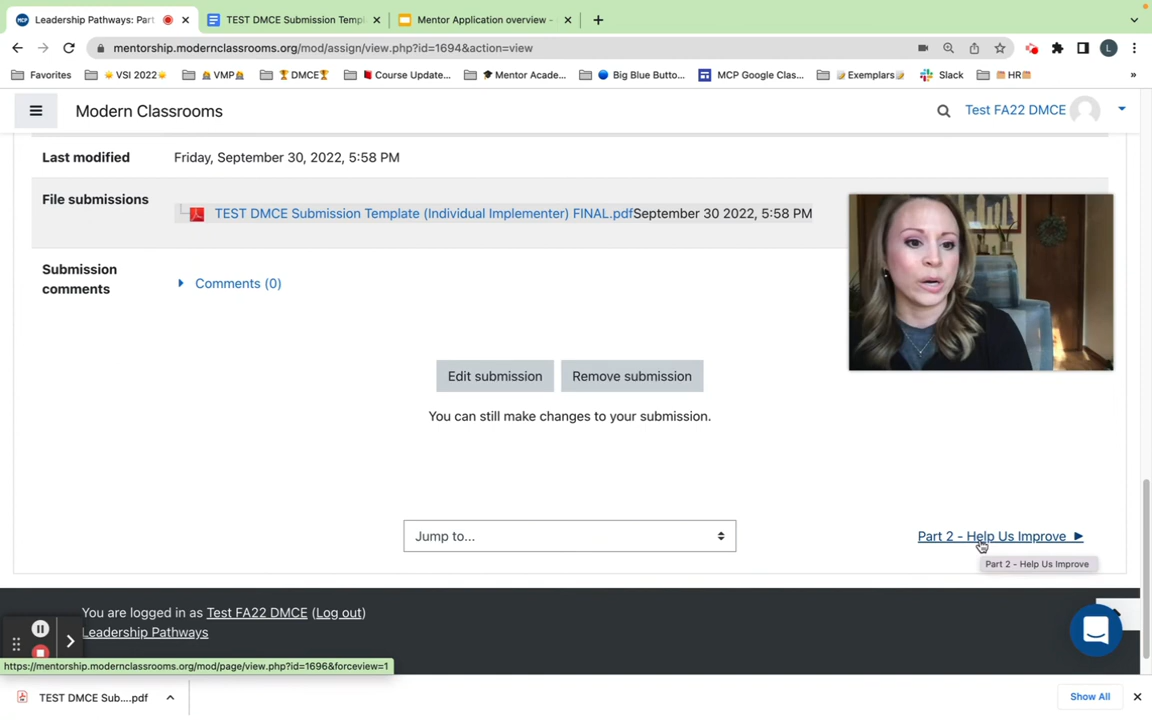 Leadership Pathways: Part
TEST DMCE Submission Templ
Mentor Application overview -
mentorship.modernclassrooms.org/mod/assign/view.php?id=1694&action=view
L
Favorites
VSI 2022
VMP
DMCE
Course Update...
Mentor Acade...
Big Blue Butto...
MCP Google Clas...
Exemplars
Slack
HR
»
Modern Classrooms
Test FA22 DMCE
Last modified
Friday, September 30, 2022, 5:58 PM
File submissions
TEST DMCE Submission Template (Individual Implementer) FINAL.pdfSeptember 30 2022, 5:58 PM
Submission
comments
Comments (0)
Edit submission
Remove submission
You can still make changes to your submission.
Jump to...
Part 2 - Help Us Improve
Part 2 - Help Us Improve
You are logged in as Test FA22 DMCE (Log out)
Leadership Pathways
https://mentorship.modernclassrooms.org/mod/page/view.php?id=1696&forceview=1
TEST DMCE Sub....pdf
Show All